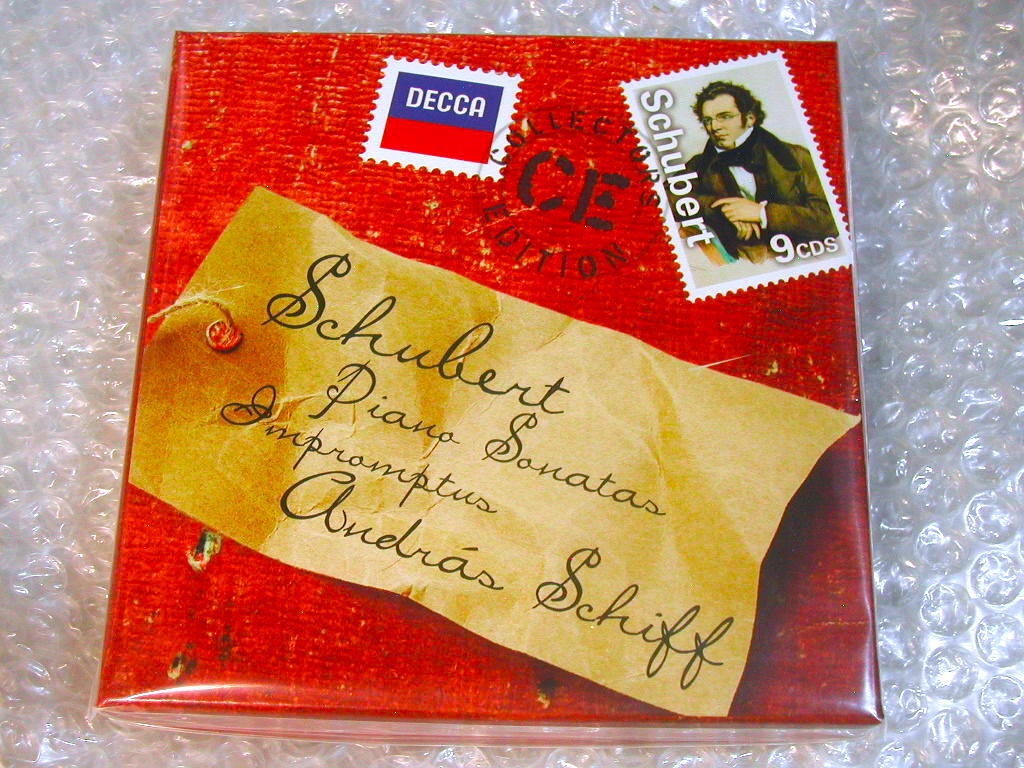 DECCA
COLLECTORS
CE
EDITION
Schubert
9CDS
Schubert
Piano Sonatas
Impromptus
András Schiff